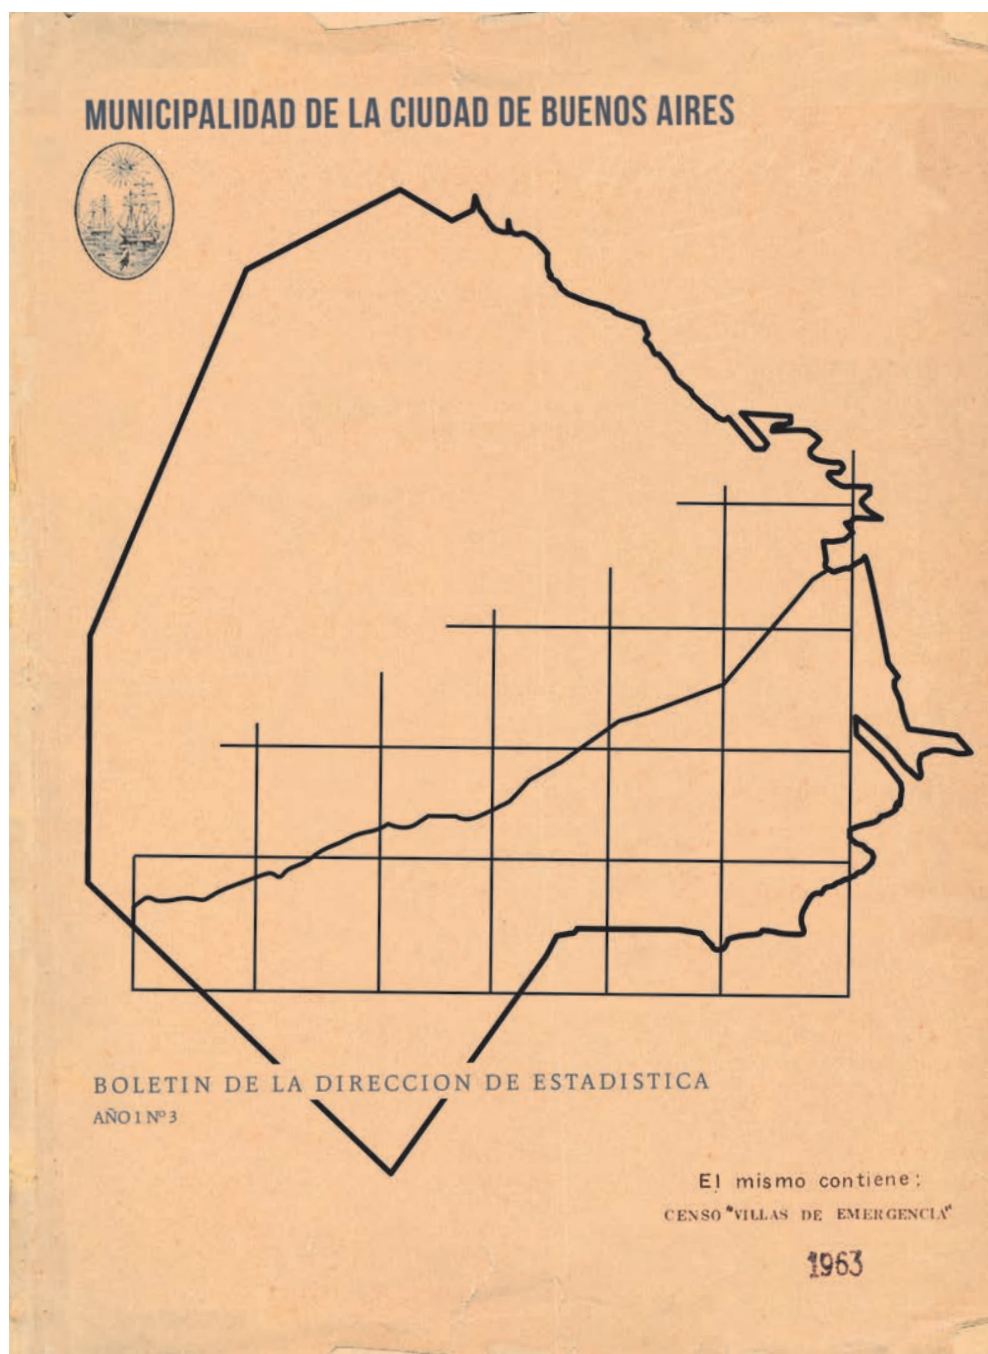 MUNICIPALIDAD DE LA CIUDAD DE BUENOS AIRES
BOLETIN DE LA DIRECCION DE ESTADISTICA
AÑO 1 Nº 3
El mismo contiene:
CENSO "VILLAS DE EMERGENCIA"
1963